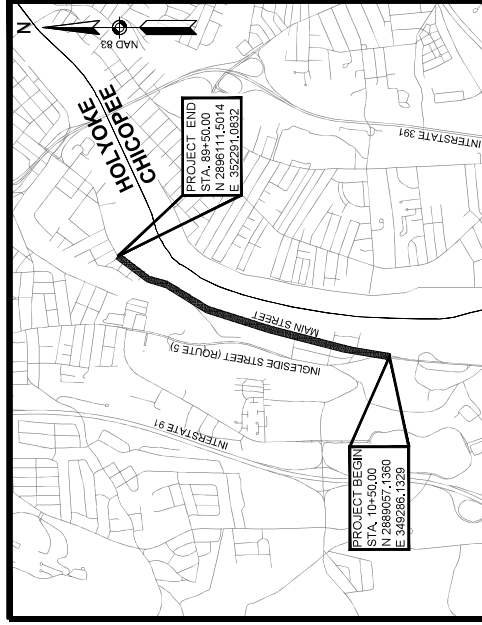 N
NAD 83
HOLYOKE
CHICOPEE
PROJECT END
STA. 89+50.00
N 2896111.5014
E 352291.0832
INTERSTATE 391
MAIN STREET
INGLESIDE STREET (ROUTE 5)
INTERSTATE 91
PROJECT BEGIN
STA. 10+50.00
N 2889057.1360
E 349286.1329